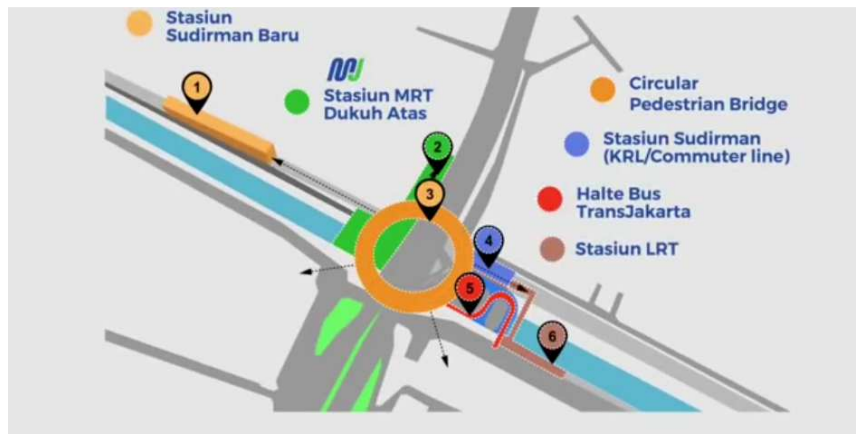 Stasiun
Sudirman Baru
1
MJ
Stasiun MRT
Dukuh Atas
2
3
Circular
Pedestrian Bridge
Stasiun Sudirman
(KRL/Commuter line)
4
Halte Bus
TransJakarta
5
Stasiun LRT
6